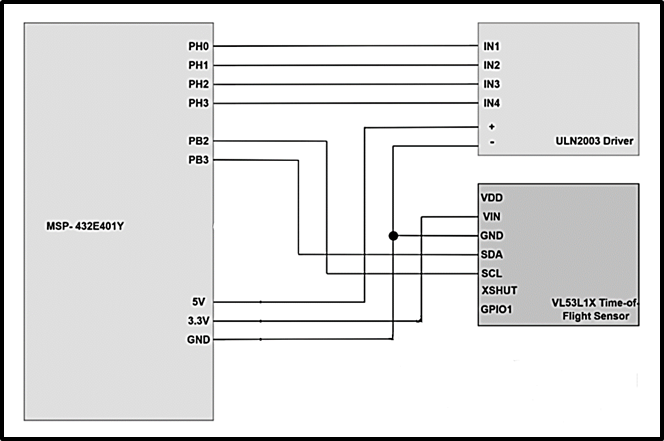 PH0
PH1
PH2
PH3
PB2
PB3
MSP- 432E401Y
5V
3.3V
GND
IN1
IN2
IN3
IN4
+
-
ULN2003 Driver
VDD
VIN
GND
SDA
SCL
XSHUT
GPIO1
VL53L1X Time-of-
Flight Sensor